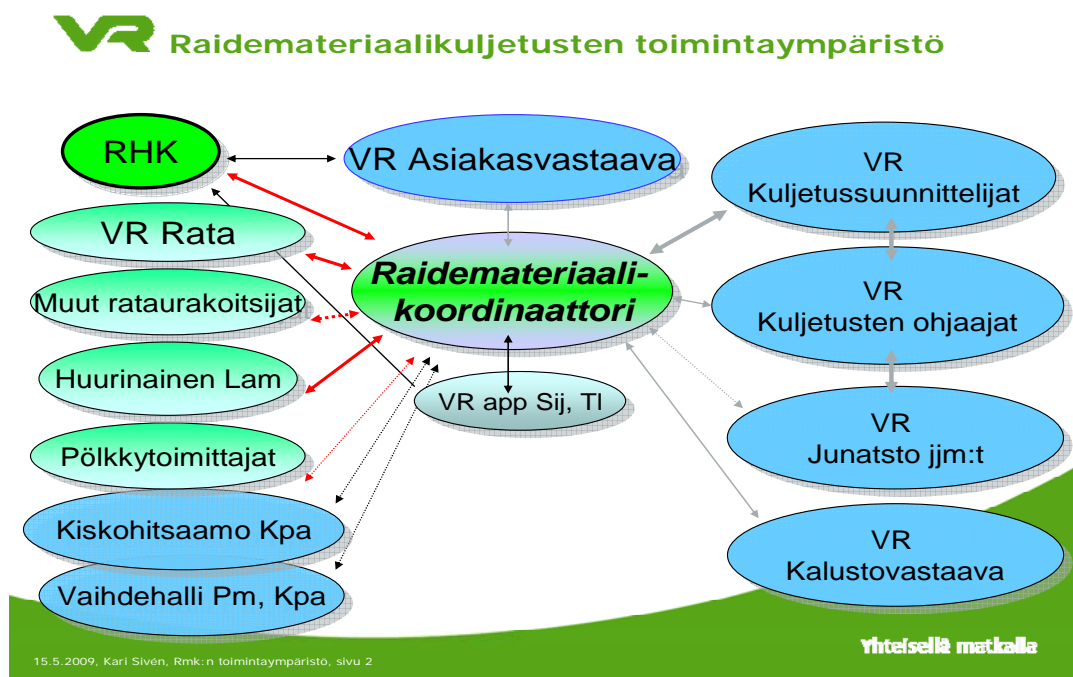 VR Raidemateriaalikuljetusten toimintaympäristö
RHK
VR Asiakasvastaava
VR
Kuljetussuunnittelijat
VR Rata
Raidemateriaali-
koordinaattori
Muut rataurakoitsijat
VR
Kuljetusten ohjaajat
Huurinainen Lam
VR app Sij, Tl
Pölkkytoimittajat
VR
Junatsto jjm:t
Kiskohitsaamo Kpa
VR
Kalustovastaava
Vaihdehalli Pm, Kpa
Yhteisellä matkalla
15.5.2009, Kari Sivén, Rmk:n toimintaympäristö, sivu 2